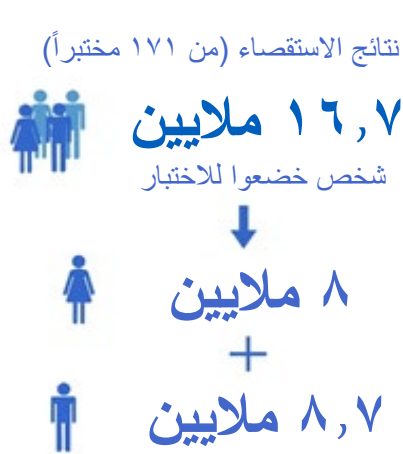 نتائج الاستقصاء (من ١٧١ مختبراً)
١٦,٧ ملايين
شخص خضعوا للاختبار
٨ ملايين
+
٨,٧ ملايين